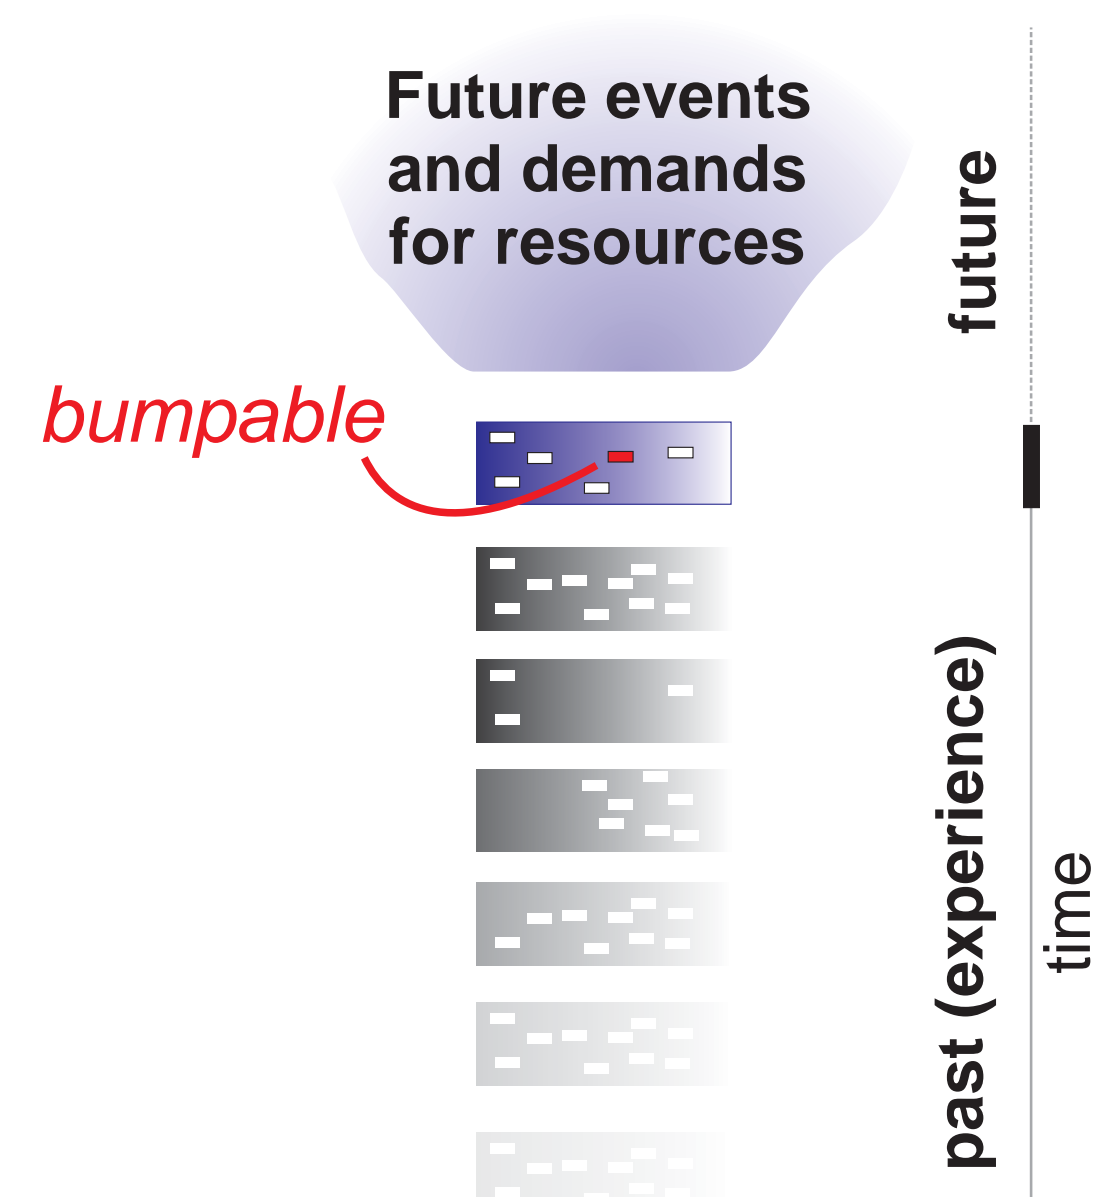 Future events
and demands
for resources
future
bumpable
past (experience)
time